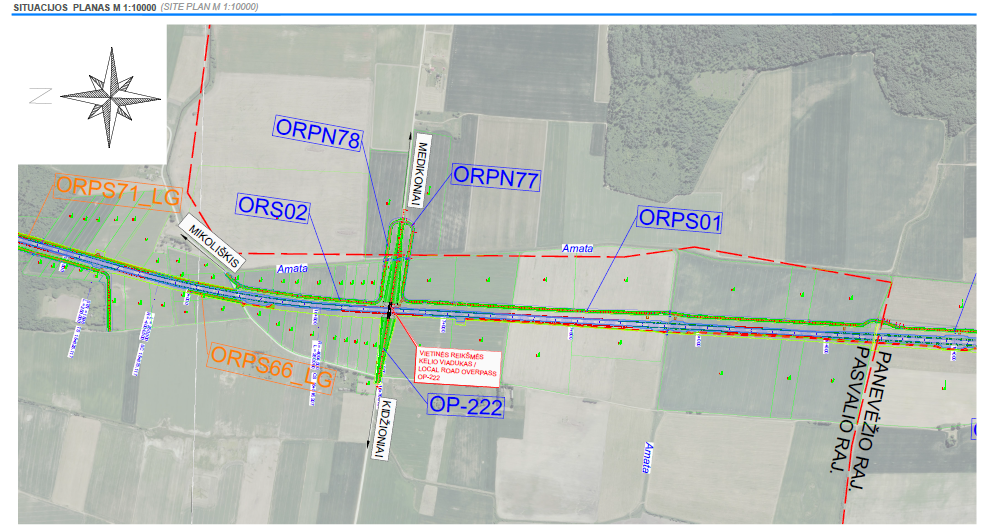 SITUACIJOS PLANAS M 1:10000 (SITE PLAN M 1:10000)
N
ORPN78
MEDIKONIAI
ORPN77
ORPS71_LG
ORS02
ORPS01
MIKOLIŠKIS
Amata
Amata
VIETINĖS REIKŠMĖS
KELIO VIADUKAS /
LOCAL ROAD OVERPASS
OP-222
ORPS66_LG
OP-222
KIDŽIONIAI
PANEVĖŽIO RAJ.
PASVALIO RAJ.
Amata